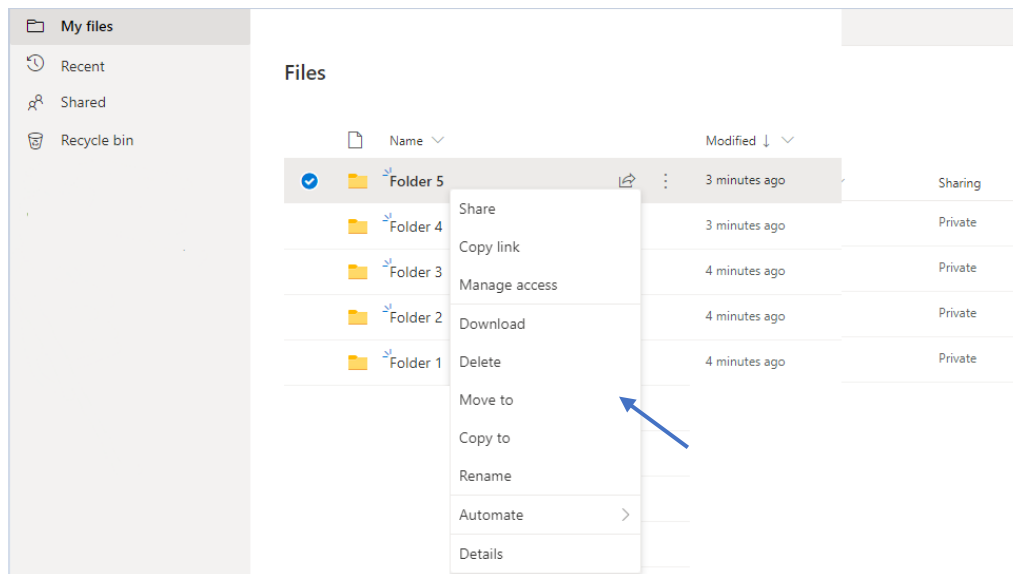 My files
Recent
Shared
Recycle bin
Files
Name Modified
Folder 5 3 minutes ago Sharing
Share
Folder 4 3 minutes ago Private
Copy link
Folder 3 4 minutes ago Private
Manage access
Folder 2 4 minutes ago Private
Download
Folder 1 4 minutes ago Private
Delete
Move to
Copy to
Rename
Automate
Details